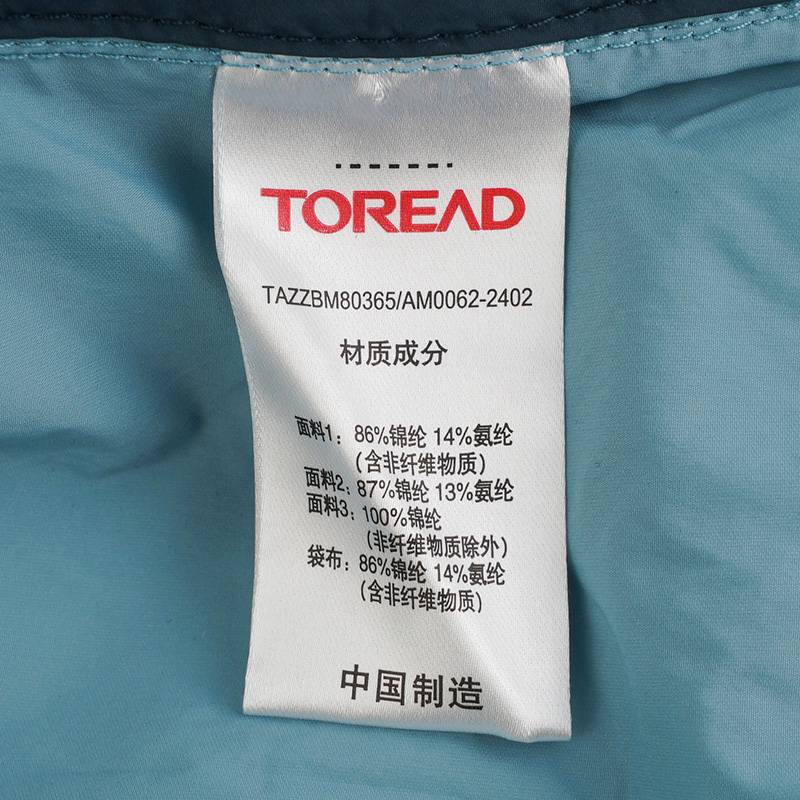 TOREAD
TAZZBM80365/AM0062-2402
材质成分
面料1: 86%锦纶 14%氨纶
(含非纤维物质)
面料2: 87%锦纶 13%氨纶
面料3: 100%锦纶
(非纤维物质除外)
袋布: 86%锦纶 14%氨纶
(含非纤维物质)
中国制造